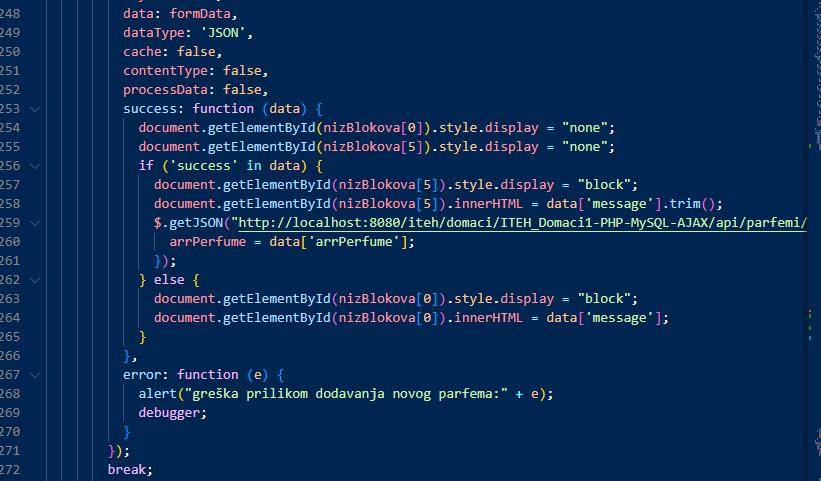 248 data: formData,
249 dataType: 'JSON',
250 cache: false,
251 contentType: false,
252 processData: false,
253 success: function (data) {
254 document.getElementById(nizBlokova[0]).style.display = "none";
255 document.getElementById(nizBlokova[5]).style.display = "none";
256 if ('success' in data) {
257 document.getElementById(nizBlokova[5]).style.display = "block";
258 document.getElementById(nizBlokova[5]).innerHTML = data['message'].trim();
259 $.getJSON("http://localhost:8080/iteh/domaci/ITEH_Domaci1-PHP-MySQL-AJAX/api/parfemi/
260 arrPerfume = data['arrPerfume'];
261 });
262 } else {
263 document.getElementById(nizBlokova[0]).style.display = "block";
264 document.getElementById(nizBlokova[0]).innerHTML = data['message'];
265 }
266 },
267 error: function (e) {
268 alert("greška prilikom dodavanja novog parfema:" + e);
269 debugger;
270 }
271 });
272 break;